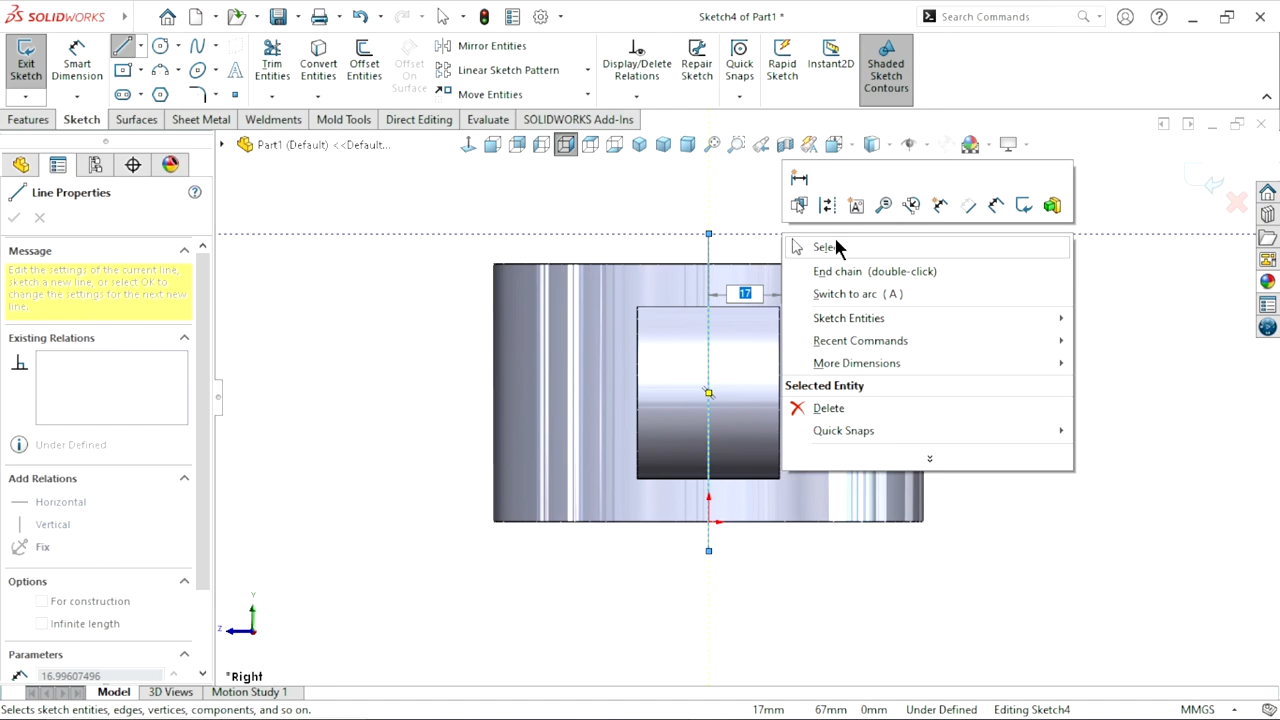 SOLIDWORKS
Sketch4 of Part1 *
Search Commands
Exit Sketch
Smart Dimension
Trim Entities
Convert Entities
Offset Entities
Offset On Surface
Mirror Entities
Linear Sketch Pattern
Move Entities
Display/Delete Relations
Repair Sketch
Quick Snaps
Rapid Sketch
Instant2D
Shaded Sketch Contours
Features
Sketch
Surfaces
Sheet Metal
Weldments
Mold Tools
Direct Editing
Evaluate
SOLIDWORKS Add-Ins
Part1 (Default) <<Default...
Line Properties
Message
Edit the settings of the current line, sketch a new line, or select OK to change the settings for the next new line.
Existing Relations
Under Defined
Add Relations
Horizontal
Vertical
Fix
Options
For construction
Infinite length
Parameters
16.99607496
17
Select
End chain (double-click)
Switch to arc ( A )
Sketch Entities
Recent Commands
More Dimensions
Selected Entity
Delete
Quick Snaps
Y
Z
*Right
Model
3D Views
Motion Study 1
Selects sketch entities, edges, vertices, components, and so on.
17mm
67mm
0mm
Under Defined
Editing Sketch4
MMGS